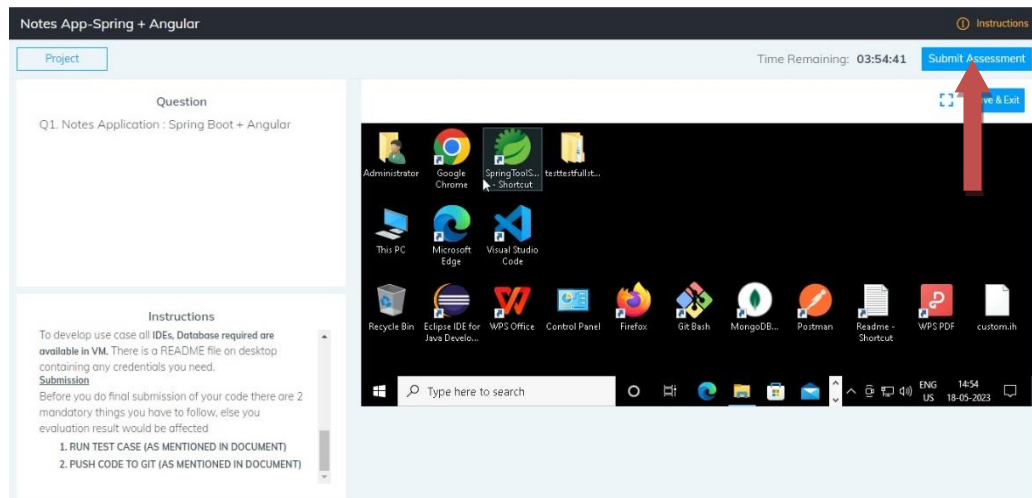 Notes App-Spring + Angular
Instructions
Project
Time Remaining: 03:54:41
Submit Assessment
Question
Q1. Notes Application : Spring Boot + Angular
& Exit
Administrator
Google Chrome
SpringToolS... - Shortcut
testtestfullst...
This PC
Microsoft Edge
Visual Studio Code
Recycle Bin
Eclipse IDE for Java Develo...
WPS Office
Control Panel
Firefox
Git Bash
MongoDB...
Postman
Readme - Shortcut
WPS PDF
custom.ih
Type here to search
ENG
US
14:54
18-05-2023
Instructions
To develop use case all IDEs, Database required are
available in VM. There is a README file on desktop
containing any credentials you need.
Submission
Before you do final submission of your code there are 2
mandatory things you have to follow, else you
evaluation result would be affected
1. RUN TEST CASE (AS MENTIONED IN DOCUMENT)
2. PUSH CODE TO GIT (AS MENTIONED IN DOCUMENT)